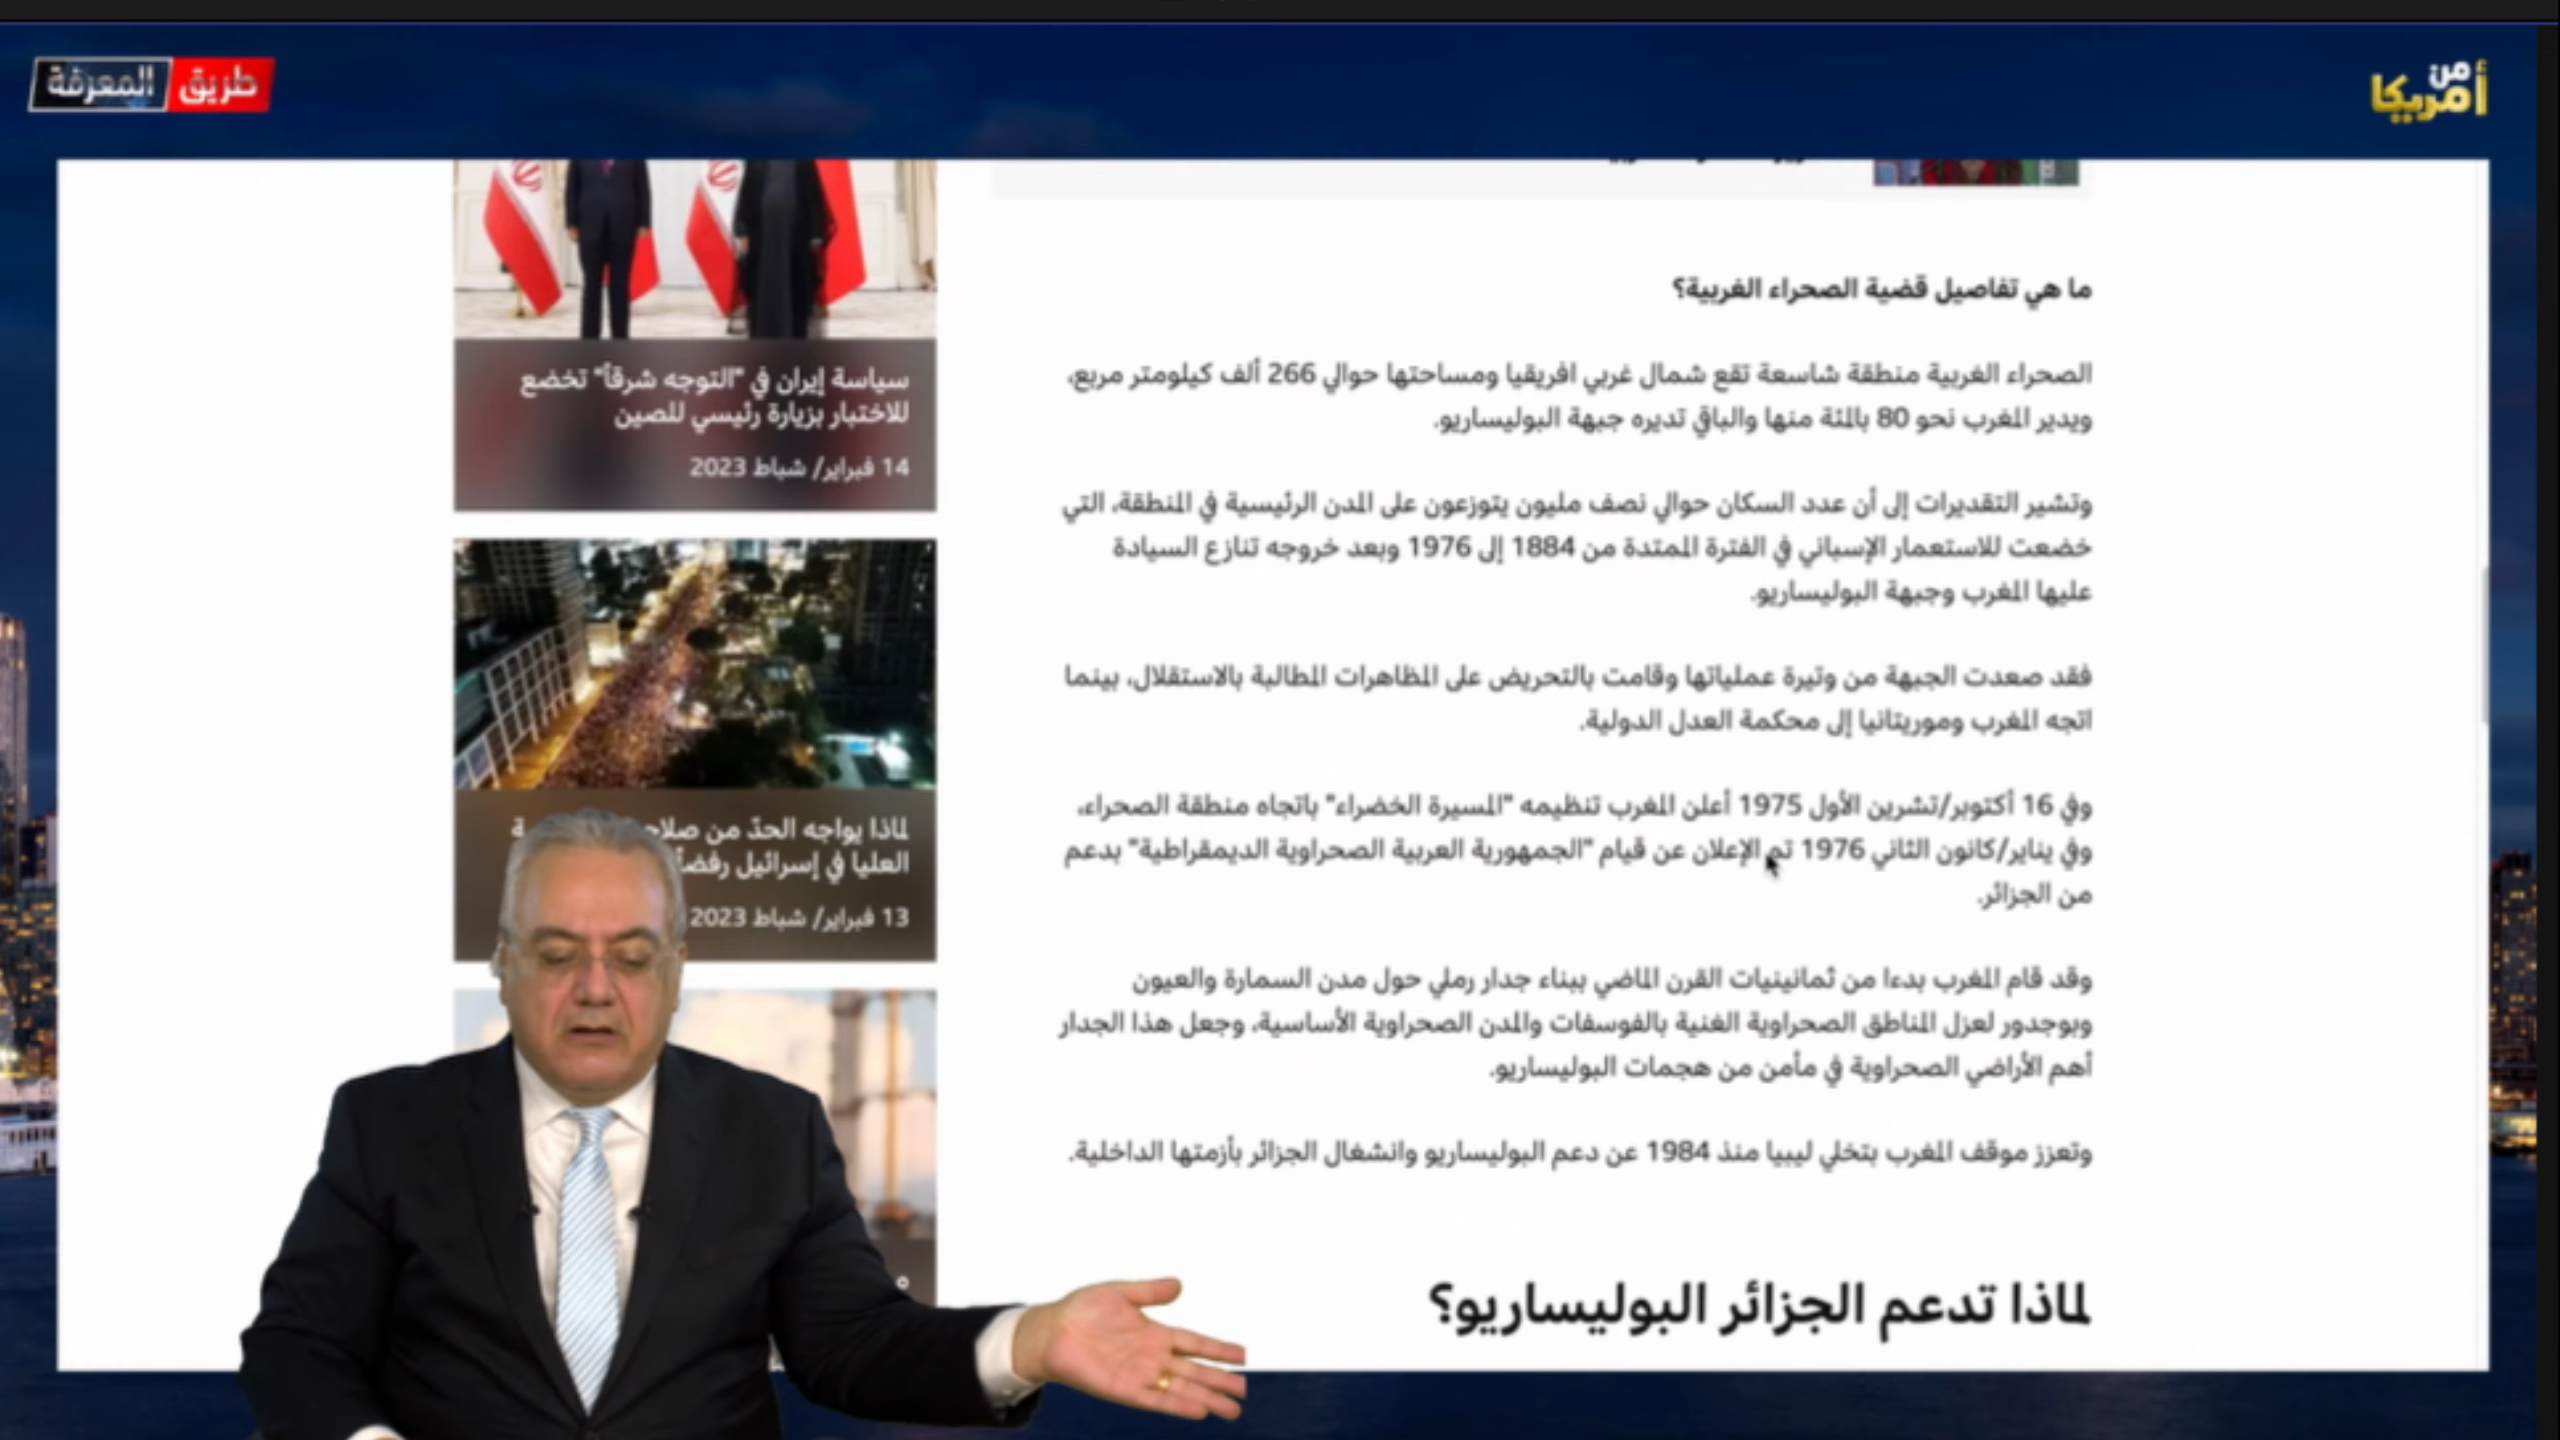 طريق المعرفة
من
أمريكا
ما هي تفاصيل قضية الصحراء الغربية؟
الصحراء الغربية منطقة شاسعة تقع شمال غربي افريقيا ومساحتها حوالي 266 ألف كيلومتر مربع،
ويدير المغرب نحو 80 بالمئة منها والباقي تديره جبهة البوليساريو.
وتشير التقديرات إلى أن عدد السكان حوالي نصف مليون يتوزعون على المدن الرئيسية في المنطقة، التي
خضعت للاستعمار الإسباني في الفترة الممتدة من 1884 إلى 1976 وبعد خروجه تنازع السيادة
عليها المغرب وجبهة البوليساريو.
فقد صعدت الجبهة من وتيرة عملياتها وقامت بالتحريض على المظاهرات المطالبة بالاستقلال، بينما
اتجه المغرب وموريتانيا إلى محكمة العدل الدولية.
وفي 16 أكتوبر/تشرين الأول 1975 أعلن المغرب تنظيمه "المسيرة الخضراء" باتجاه منطقة الصحراء،
وفي يناير/كانون الثاني 1976 تم الإعلان عن قيام "الجمهورية العربية الصحراوية الديمقراطية" بدعم
من الجزائر.
وقد قام المغرب بدءا من ثمانينيات القرن الماضي ببناء جدار رملي حول مدن السمارة والعيون
وبوجدور لعزل المناطق الصحراوية الغنية بالفوسفات والمدن الصحراوية الأساسية، وجعل هذا الجدار
أهم الأراضي الصحراوية في مأمن من هجمات البوليساريو.
وتعزز موقف المغرب بتخلي ليبيا منذ 1984 عن دعم البوليساريو وانشغال الجزائر بأزمتها الداخلية.
لماذا تدعم الجزائر البوليساريو؟
سياسة إيران في "التوجه شرقاً" تخضع
للاختبار بزيارة رئيسي للصين
14 فبراير/ شباط 2023
لماذا يواجه الحدّ من
العليا في إسرائيل رفضاً
13 فبراير/ شباط 2023